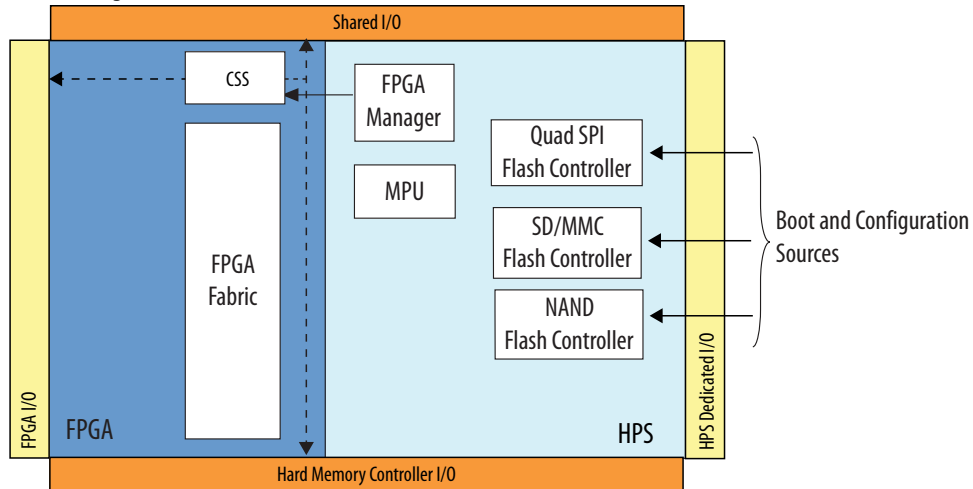 Shared I/O
CSS
FPGA
Manager
Quad SPI
Flash Controller
MPU
Boot and Configuration
Sources
SD/MMC
Flash Controller
FPGA
Fabric
NAND
Flash Controller
FPGA I/O
FPGA
HPS
HPS Dedicated I/O
Hard Memory Controller I/O